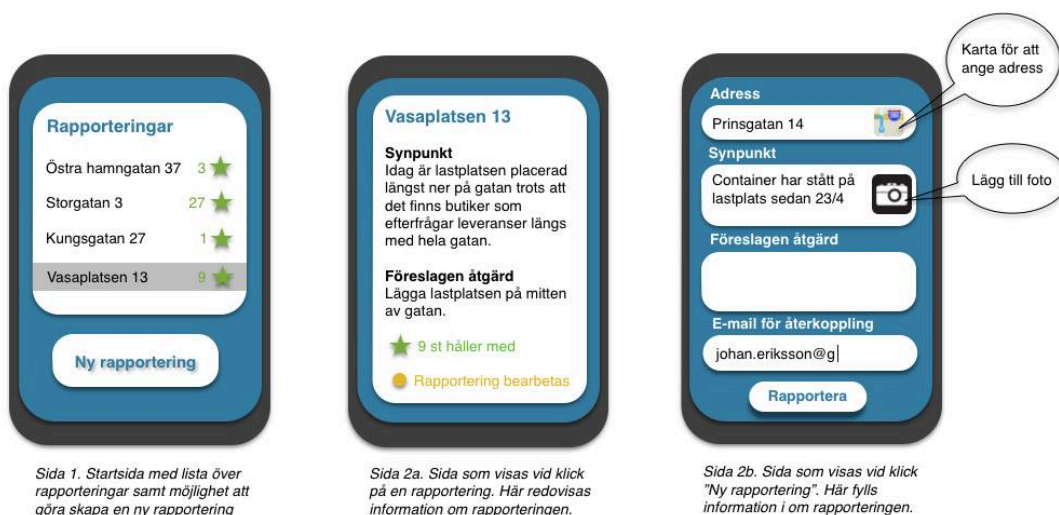 Rapporteringar
Östra hamngatan 37 3
Storgatan 3 27
Kungsgatan 27 1
Vasaplatsen 13 9
Ny rapportering
Sida 1. Startsida med lista över
rapporteringar samt möjlighet att
göra skapa en ny rapportering
Vasaplatsen 13
Synpunkt
Idag är lastplatsen placerad
längst ner på gatan trots att
det finns butiker som
efterfrågar leveranser längs
med hela gatan.
Föreslagen åtgärd
Lägga lastplatsen på mitten
av gatan.
9 st håller med
Rapportering bearbetas
Sida 2a. Sida som visas vid klick
på en rapportering. Här redovisas
information om rapporteringen.
Adress
Prinsgatan 14
Synpunkt
Container har stått på
lastplats sedan 23/4
Föreslagen åtgärd
E-mail för återkoppling
johan.eriksson@g
Rapportera
Karta för att
ange adress
Lägg till foto
Sida 2b. Sida som visas vid klick
"Ny rapportering". Här fylls
information i om rapporteringen.